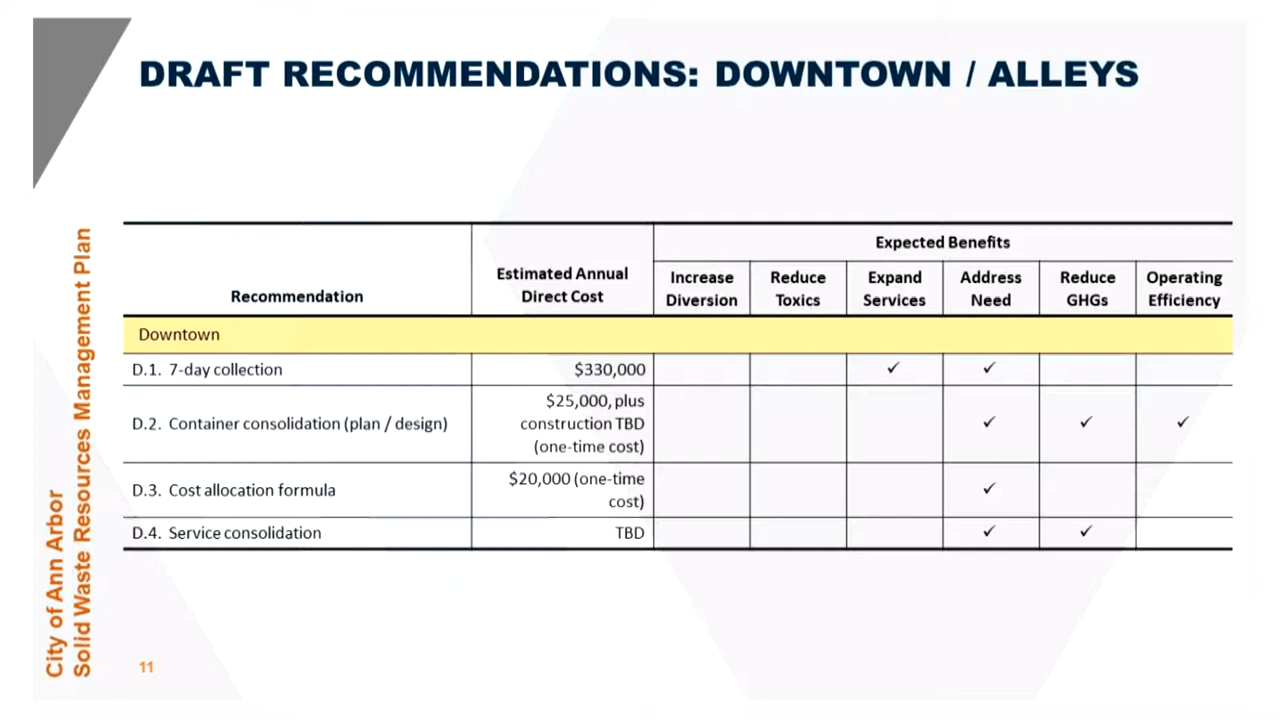 DRAFT RECOMMENDATIONS: DOWNTOWN / ALLEYS
City of Ann Arbor
Solid Waste Resources Management Plan
Recommendation
Estimated Annual
Direct Cost
Expected Benefits
Increase
Diversion
Reduce
Toxics
Expand
Services
Address
Need
Reduce
GHGs
Operating
Efficiency
Downtown
D.1. 7-day collection $330,000 ✓ ✓
D.2. Container consolidation (plan / design)
$25,000, plus
construction TBD
(one-time cost)
✓ ✓ ✓
D.3. Cost allocation formula
$20,000 (one-time
cost)
✓
D.4. Service consolidation TBD ✓ ✓
11